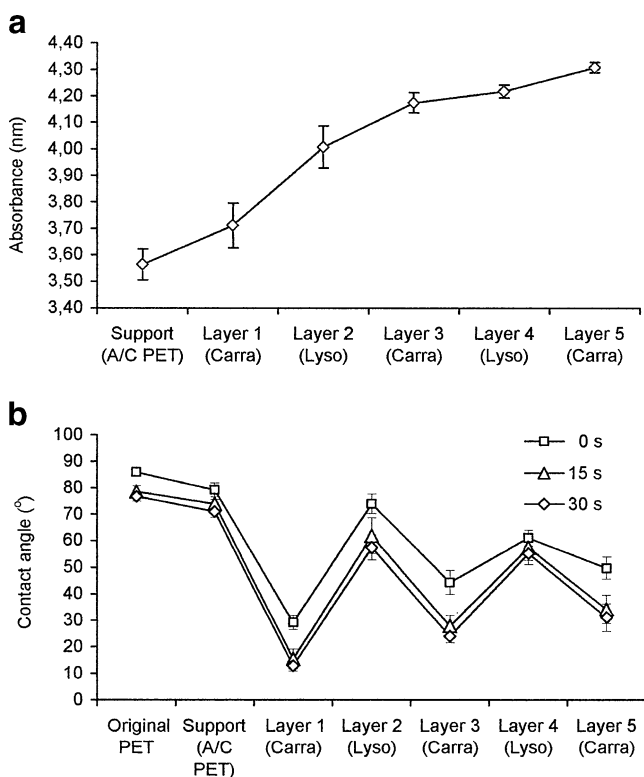 a
4,40
4,30
4,20
4,10
4,00
3,90
3,80
3,70
3,60
3,50
3,40
Absorbance (nm)
Support Layer 1 Layer 2 Layer 3 Layer 4 Layer 5
(A/C PET) (Carra) (Lyso) (Carra) (Lyso) (Carra)
b
100
90
80
70
60
50
40
30
20
10
0
Contact angle (°)
0 s
15 s
30 s
Original Support Layer 1 Layer 2 Layer 3 Layer 4 Layer 5
PET (A/C (Carra) (Lyso) (Carra) (Lyso) (Carra)
PET)